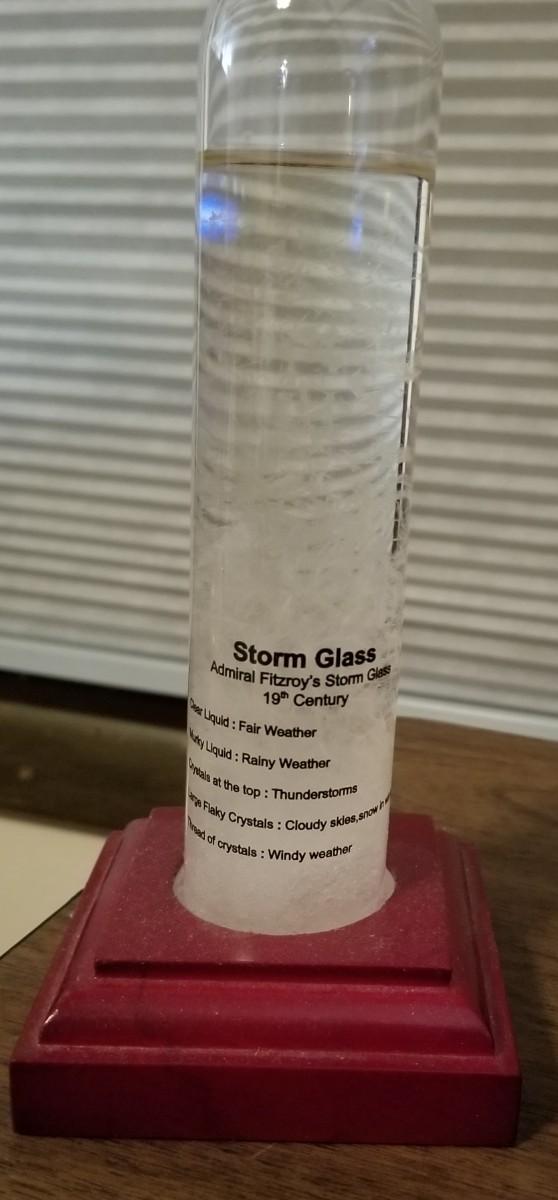 Storm Glass
Admiral Fitzroy's Storm Glass
19th Century
Clear Liquid : Fair Weather
Murky Liquid : Rainy Weather
Crystals at the top : Thunderstorms
Large Flaky Crystals : Cloudy skies,snow in
Thread of crystals : Windy weather